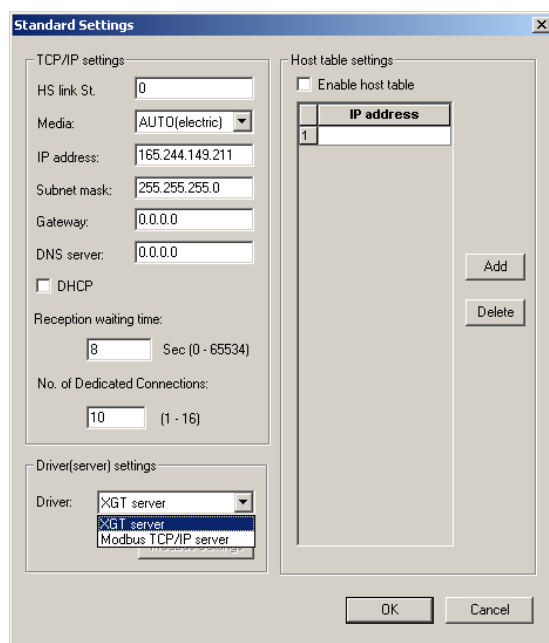 Standard Settings
TCP/IP settings
HS link St. 0
Media: AUTO(electric)
IP address: 165.244.149.211
Subnet mask: 255.255.255.0
Gateway: 0.0.0.0
DNS server: 0.0.0.0
DHCP
Reception waiting time:
8 Sec (0 - 65534)
No. of Dedicated Connections:
10 (1 - 16)
Driver(server) settings
Driver: XGT server
XGT server
Modbus TCP/IP server
Host table settings
Enable host table
IP address
1
Add
Delete
OK Cancel